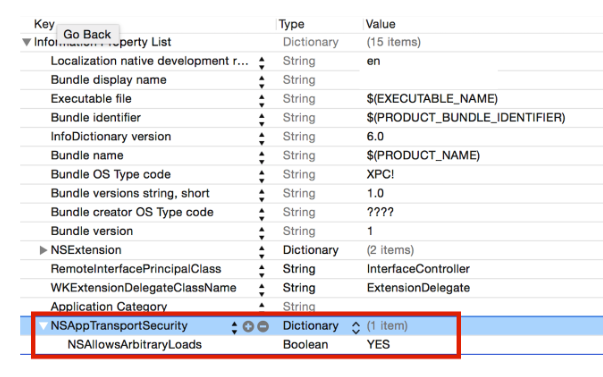 Key Type Value
Go Back
Information Property List Dictionary (15 items)
Localization native development r... String en
Bundle display name String
Executable file String $(EXECUTABLE_NAME)
Bundle identifier String $(PRODUCT_BUNDLE_IDENTIFIER)
InfoDictionary version String 6.0
Bundle name String $(PRODUCT_NAME)
Bundle OS Type code String XPC!
Bundle versions string, short String 1.0
Bundle creator OS Type code String ????
Bundle version String 1
NSExtension Dictionary (2 items)
RemoteInterfacePrincipalClass String InterfaceController
WKExtensionDelegateClassName String ExtensionDelegate
Application Category String
NSAppTransportSecurity Dictionary (1 item)
NSAllowsArbitraryLoads Boolean YES